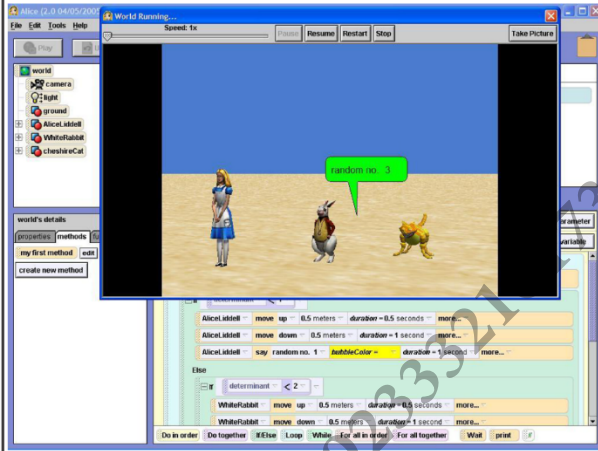 Alice (2.0 04/05/2005
World Running...
File Edit Tools Help
Speed: 1x
Pause Resume Restart Stop
Take Picture
Play
world
camera
light
ground
AliceLiddell
WhiteRabbit
cheshireCat
random no. 3
world's details
properties methods fu
my first method edit
create new method
arameter
variable
AliceLiddell move up 0.5 meters duration = 0.5 seconds more...
AliceLiddell move down 0.5 meters duration = 1 second more...
AliceLiddell say random no. 1 bubbleColor = duration = 1 second more...
Else
If determinant < 2
WhiteRabbit move up 0.5 meters duration = 0.5 seconds more...
WhiteRabbit move down 0.5 meters duration = 1 second more...
Do in order Do together If/Else Loop While For all in order For all together Wait print //